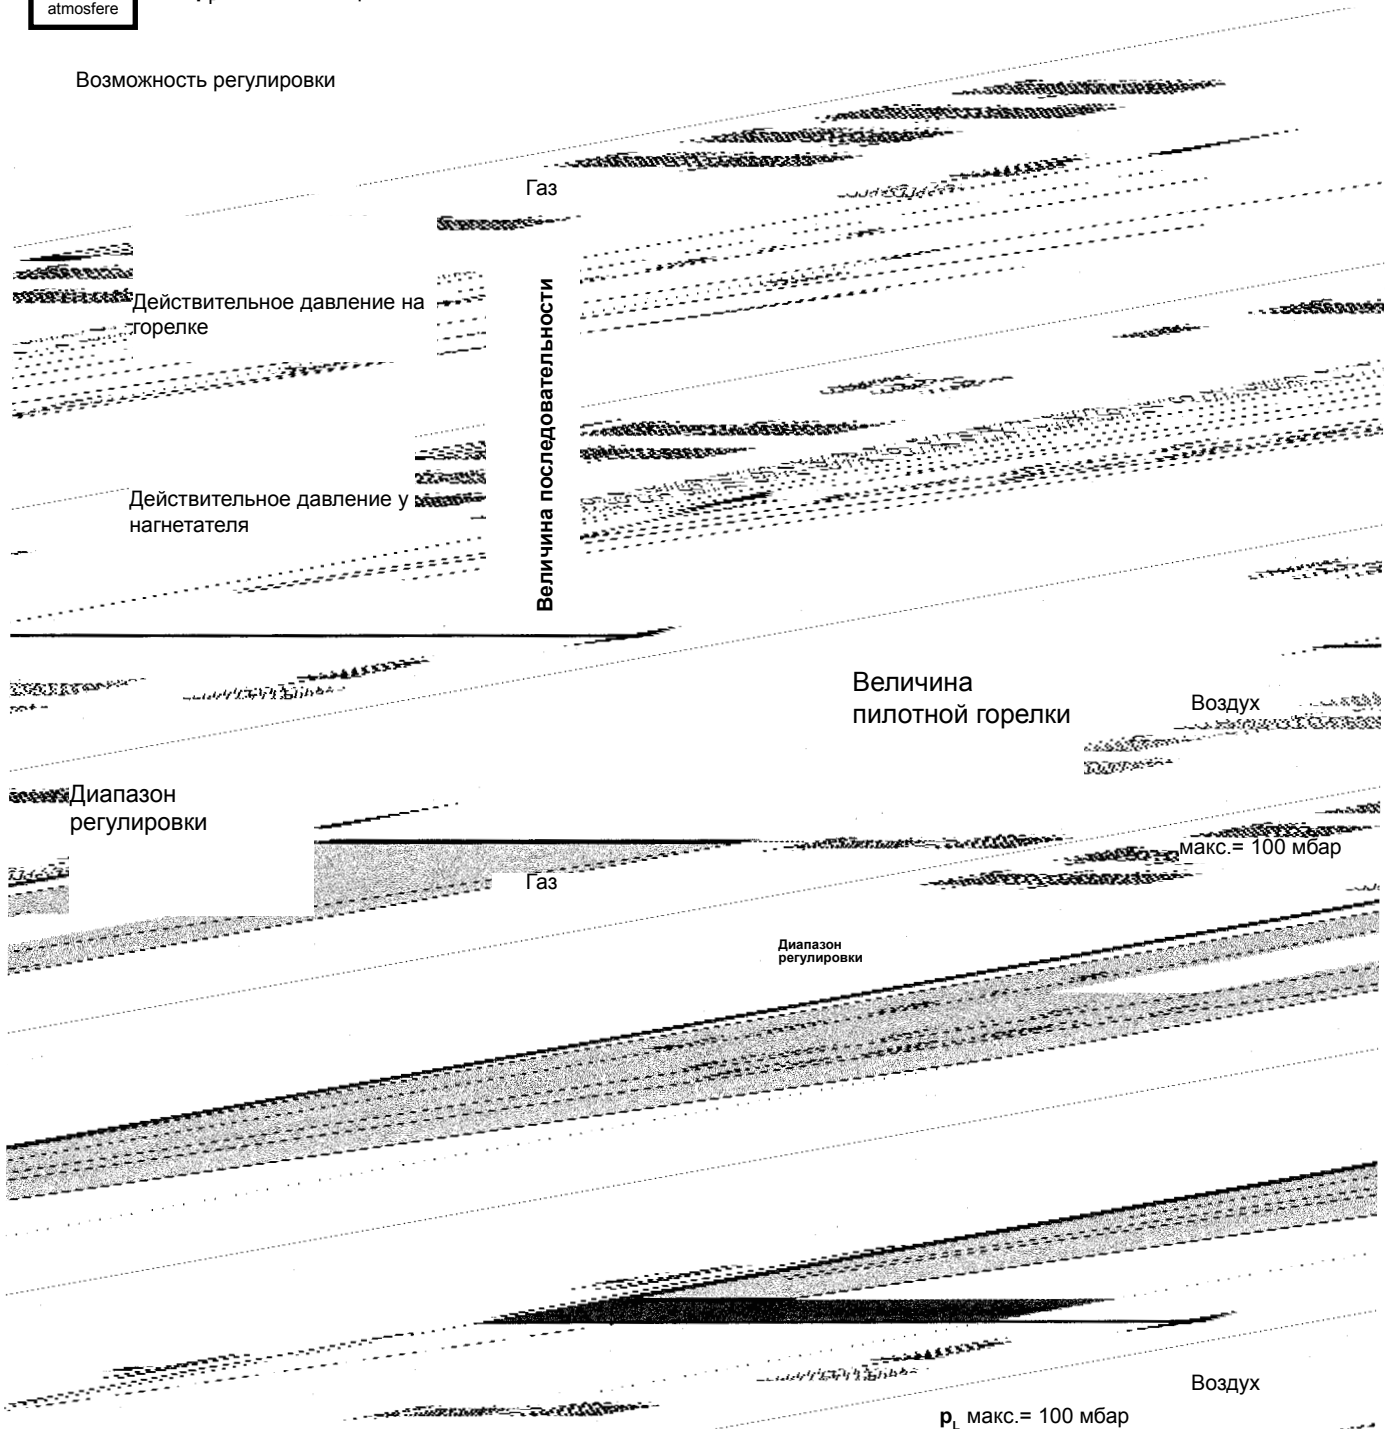 atmosfere
Возможность регулировки
Газ
Действительное давление на
горелке
Величина последовательности
Действительное давление у
нагнетателя
Величина
пилотной горелки
Воздух
Диапазон
регулировки
макс.= 100 мбар
Газ
Диапазон
регулировки
Воздух
pL макс.= 100 мбар